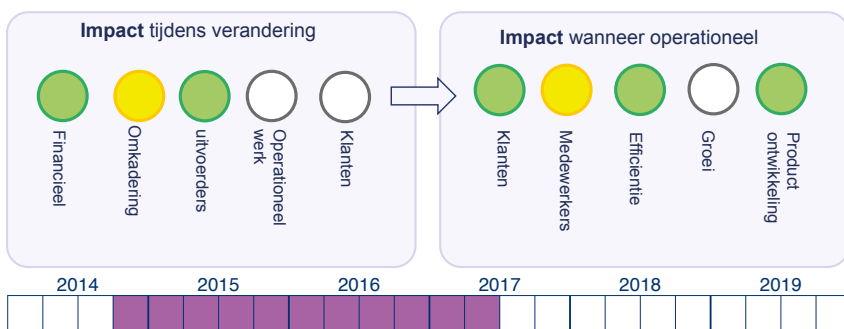 Impact tijdens verandering
Financieel
Omkadering
uitvoerders
Operationeel
werk
Klanten
Impact wanneer operationeel
Klanten
Medewerkers
Efficientie
Groei
Product
ontwikkeling
2014
2015
2016
2017
2018
2019